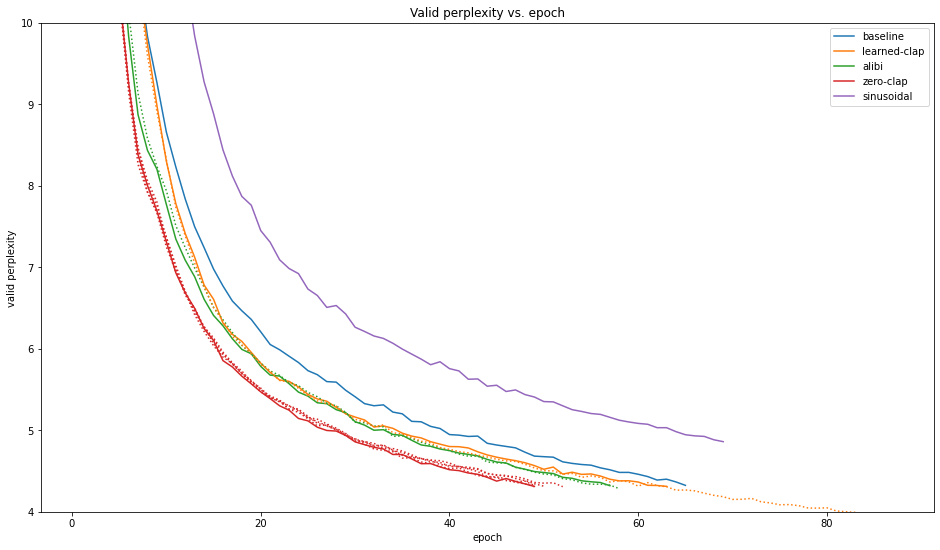 Valid perplexity vs. epoch
baseline
learned-clap
alibi
zero-clap
sinusoidal
valid perplexity
10
9
8
7
6
5
4
0
20
40
60
80
epoch